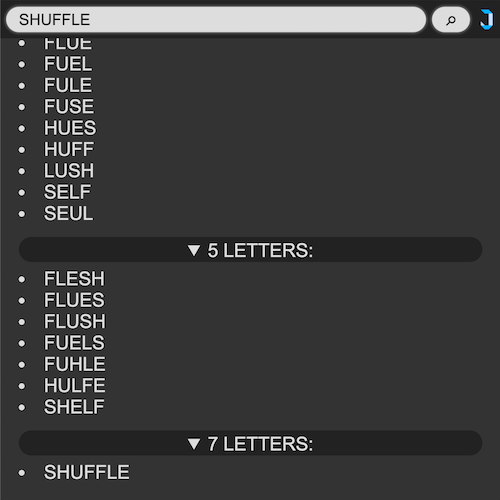 SHUFFLE
FLUE
FUEL
FULE
FUSE
HUES
HUFF
LUSH
SELF
SEUL
▼ 5 LETTERS:
FLESH
FLUES
FLUSH
FUELS
FUHLE
HULFE
SHELF
▼ 7 LETTERS:
SHUFFLE